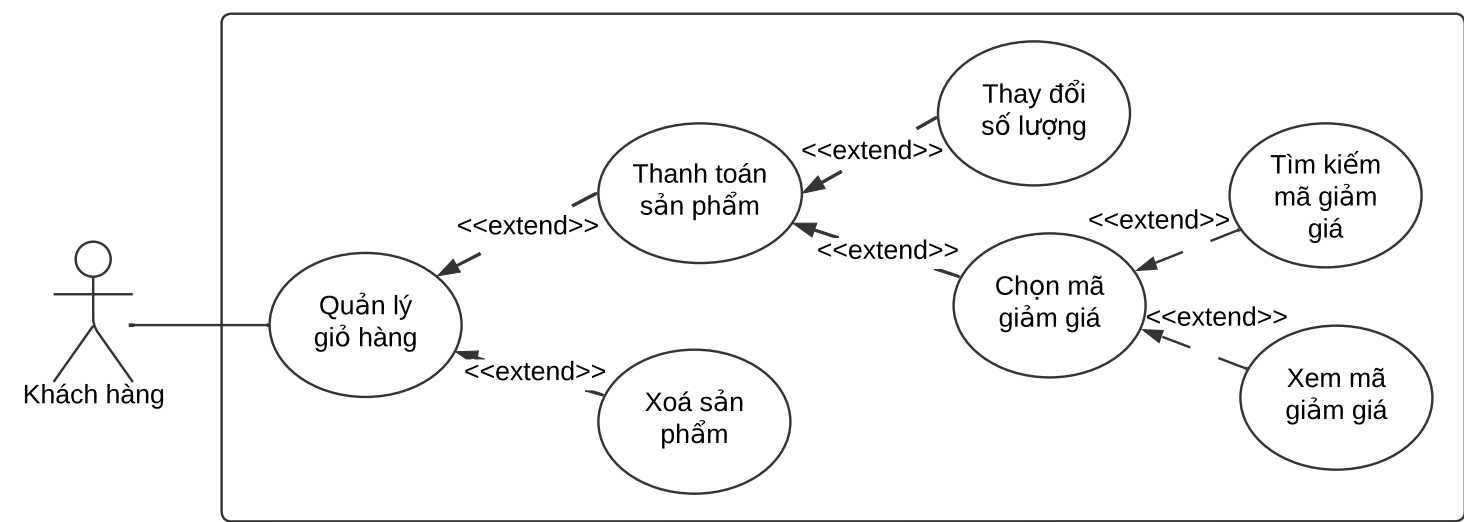 Khách hàng
Quản lý
giỏ hàng
<<extend>>
Thanh toán
sản phẩm
<<extend>>
Xoá sản
phẩm
<<extend>>
Thay đổi
số lượng
<<extend>>
Chọn mã
giảm giá
<<extend>>
Tìm kiếm
mã giảm
giá
<<extend>>
Xem mã
giảm giá